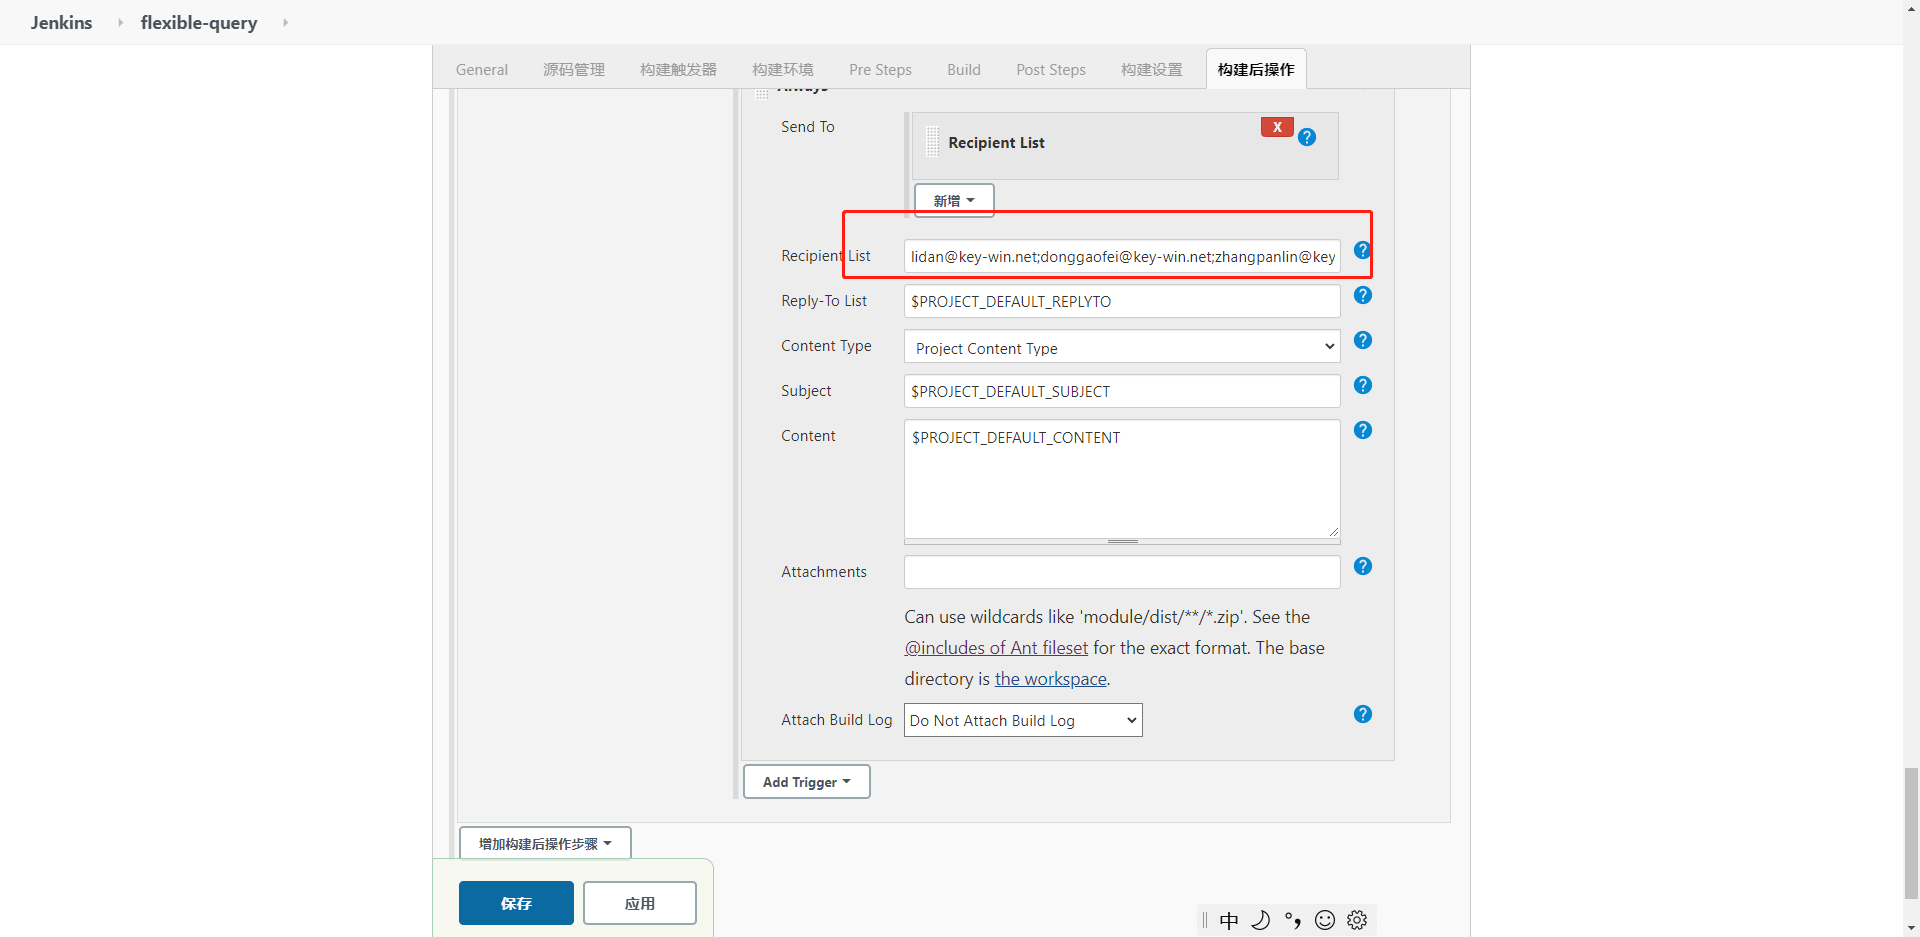 Jenkins flexible-query
General 源码管理 构建触发器 构建环境 Pre Steps Build Post Steps 构建设置 构建后操作
Always
Send To
X
Recipient List
新增
Recipient List lidan@key-win.net;donggaofei@key-win.net;zhangpanlin@key
Reply-To List $PROJECT_DEFAULT_REPLYTO
Content Type Project Content Type
Subject $PROJECT_DEFAULT_SUBJECT
Content $PROJECT_DEFAULT_CONTENT
Attachments
Can use wildcards like 'module/dist/**/*.zip'. See the
@includes of Ant fileset for the exact format. The base
directory is the workspace.
Attach Build Log Do Not Attach Build Log
Add Trigger
增加构建后操作步骤
保存 应用
中